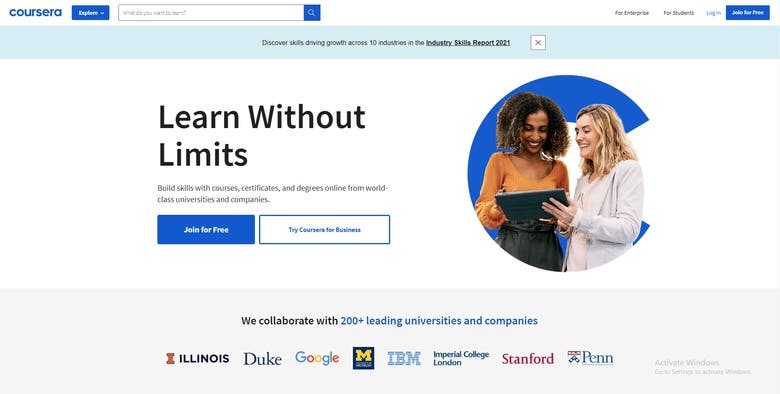 coursera
Explore
What do you want to learn?
For Enterprise
For Students
Log In
Join for Free
Discover skills driving growth across 10 industries in the Industry Skills Report 2021.
Learn Without
Limits
Build skills with courses, certificates, and degrees online from world-
class universities and companies.
Join for Free
Try Coursera for Business
We collaborate with 200+ leading universities and companies
ILLINOIS
Duke
Google
M
IBM
Imperial College
London
Stanford
Penn
Activate Windows
Go to Settings to activate Windows.